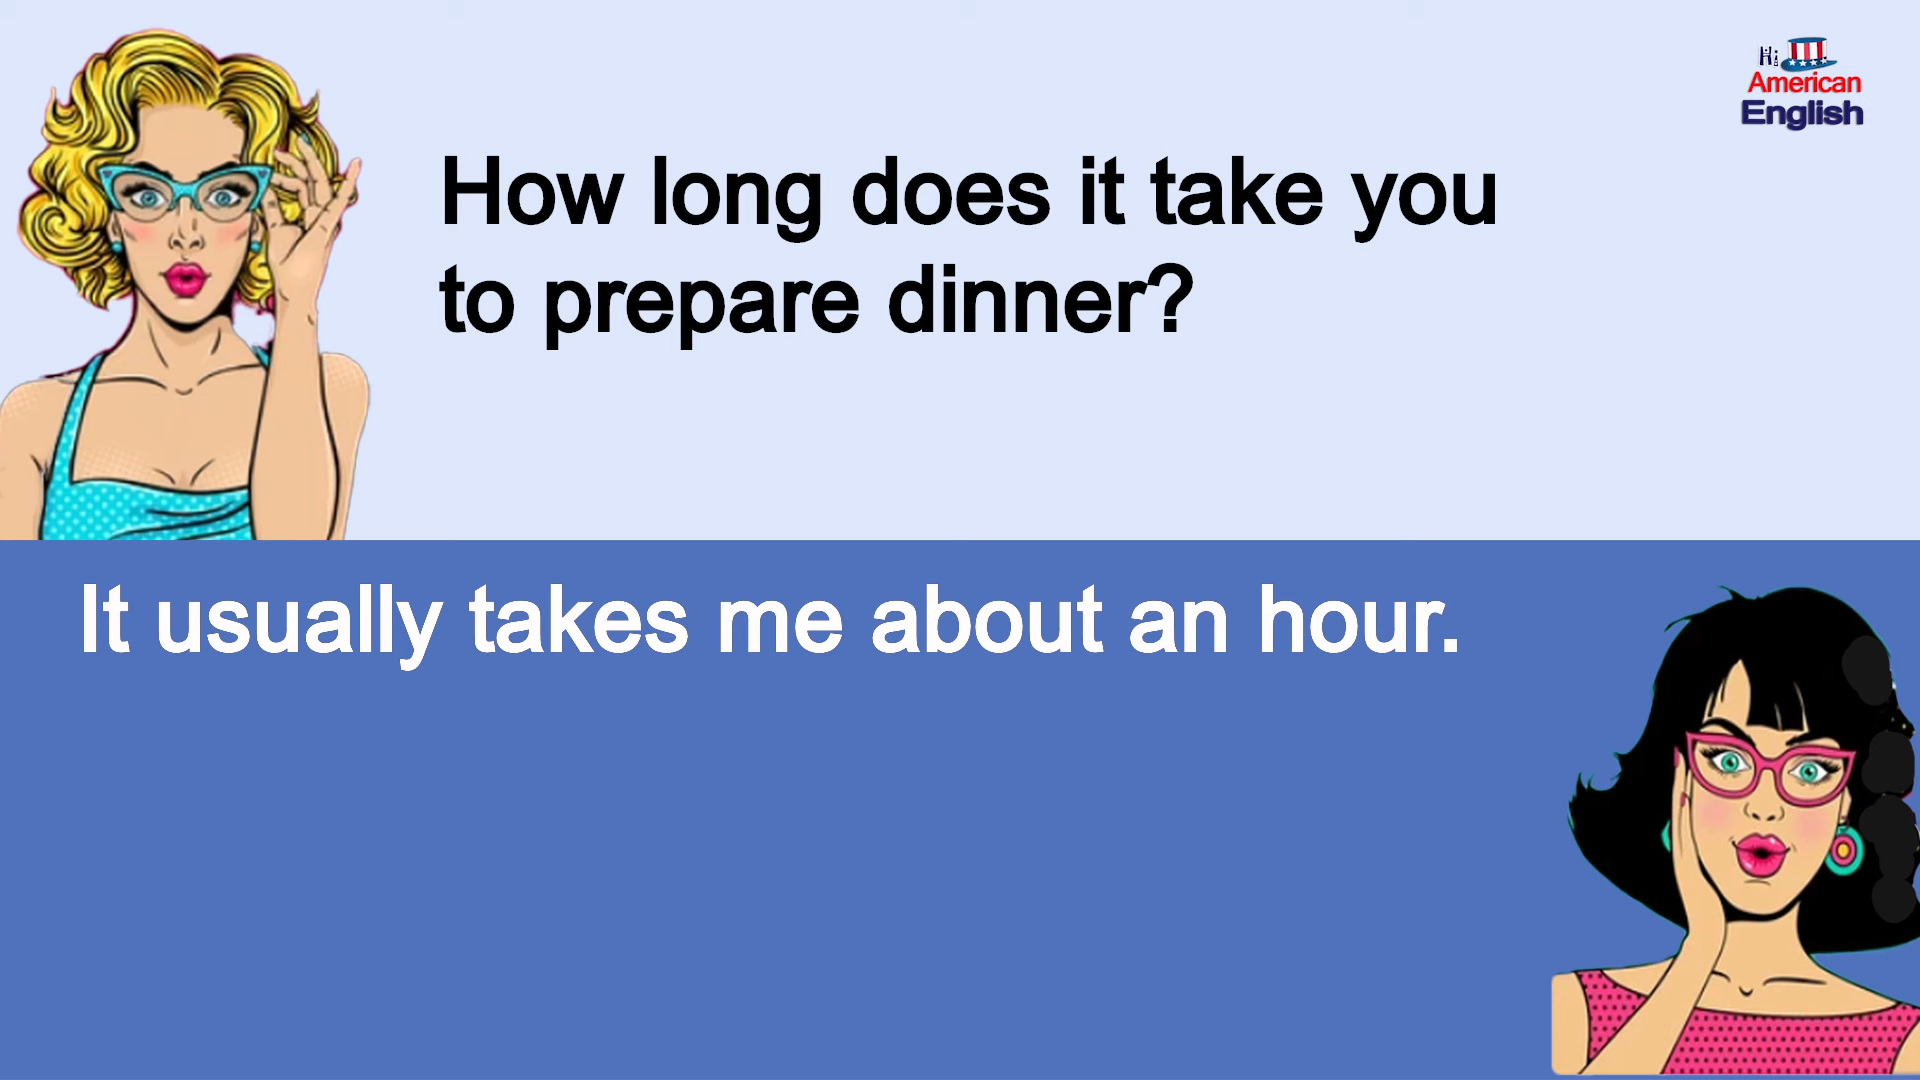 Hi
American
English
How long does it take you
to prepare dinner?
It usually takes me about an hour.